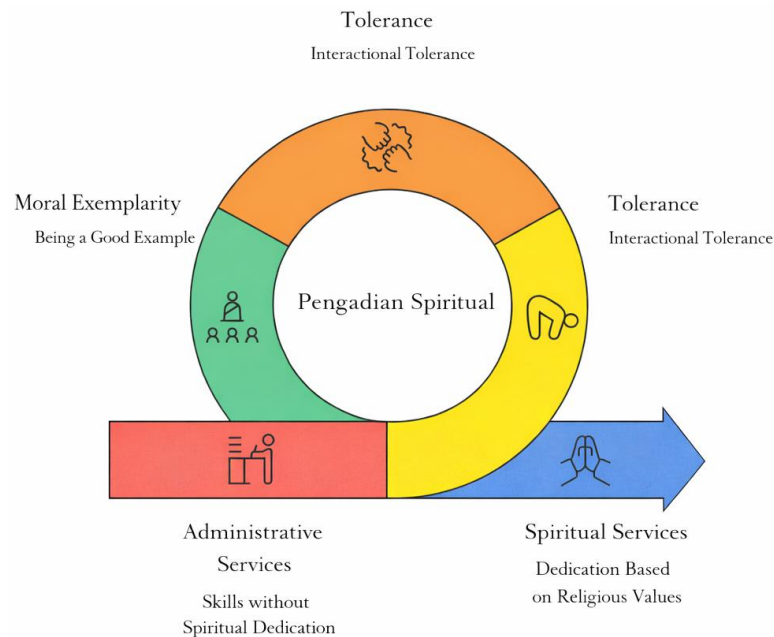 Tolerance
Interactional Tolerance
Moral Exemplarity
Being a Good Example
Tolerance
Interactional Tolerance
Pengadian Spiritual
Administrative
Services
Skills without
Spiritual Dedication
Spiritual Services
Dedication Based
on Religious Values